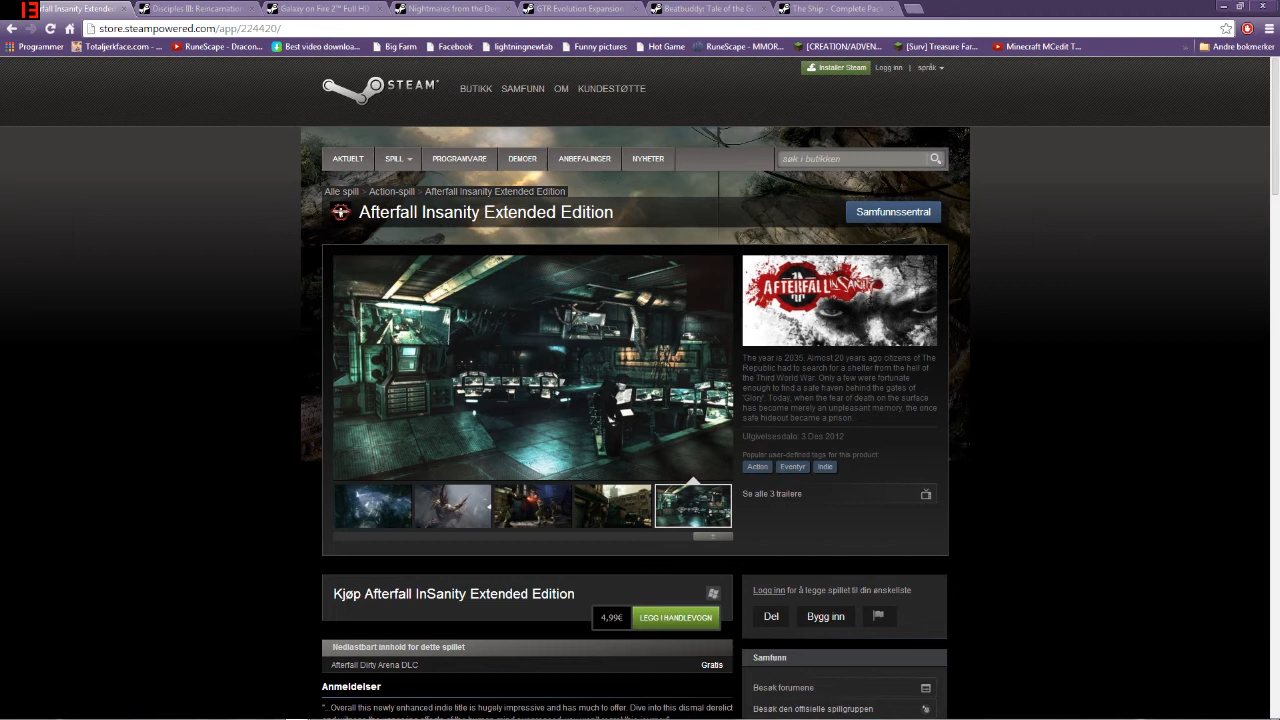 13
rfall Insanity Extended
Disciples III: Reincarnation
Galaxy on Fire 2™ Full HD
Nightmares from the Dee
GTR Evolution Expansion
Beatbuddy: Tale of the Gu
The Ship - Complete Pack
store.steampowered.com/app/224420/
Programmer
Totaljerkface.com - ...
RuneScape - Dracon...
Best video downloa...
Big Farm
Facebook
lightningnewtab
Funny pictures
Hot Game
RuneScape - MMOR...
[CREATION/ADVEN...
[Surv] Treasure Far...
Minecraft MCedit T...
Andre bokmerker
Installer Steam
Logg inn
|
språk
STEAM
BUTIKK
SAMFUNN
OM
KUNDESTØTTE
AKTUELT
SPILL
PROGRAMVARE
DEMOER
ANBEFALINGER
NYHETER
søk i butikken
Alle spill > Action-spill > Afterfall Insanity Extended Edition
Afterfall Insanity Extended Edition
Samfunnssentral
AFTERFALL INSANITY
The year is 2035. Almost 20 years ago citizens of The
Republic had to search for a shelter from the hell of
the Third World War. Only a few were fortunate
enough to find a safe haven behind the gates of
'Glory'. Today, when the fear of death on the surface
has become merely an unpleasant memory, the once
safe hideout became a prison.
Utgivelsesdato: 3 Des 2012
Popular user-defined tags for this product:
Action
Eventyr
Indie
Se alle 3 trailere
Kjøp Afterfall InSanity Extended Edition
4,99€
LEGG I HANDLEVOGN
Logg inn for å legge spillet til din ønskeliste
Del
Bygg inn
Nedlastbart innhold for dette spillet
Afterfall Dirty Arena DLC
Gratis
Samfunn
Anmeldelser
Besøk forumene
"...Overall this newly enhanced indie title is hugely impressive and has much to offer. Dive into this dismal derelict
Besøk den offisielle spillgruppen